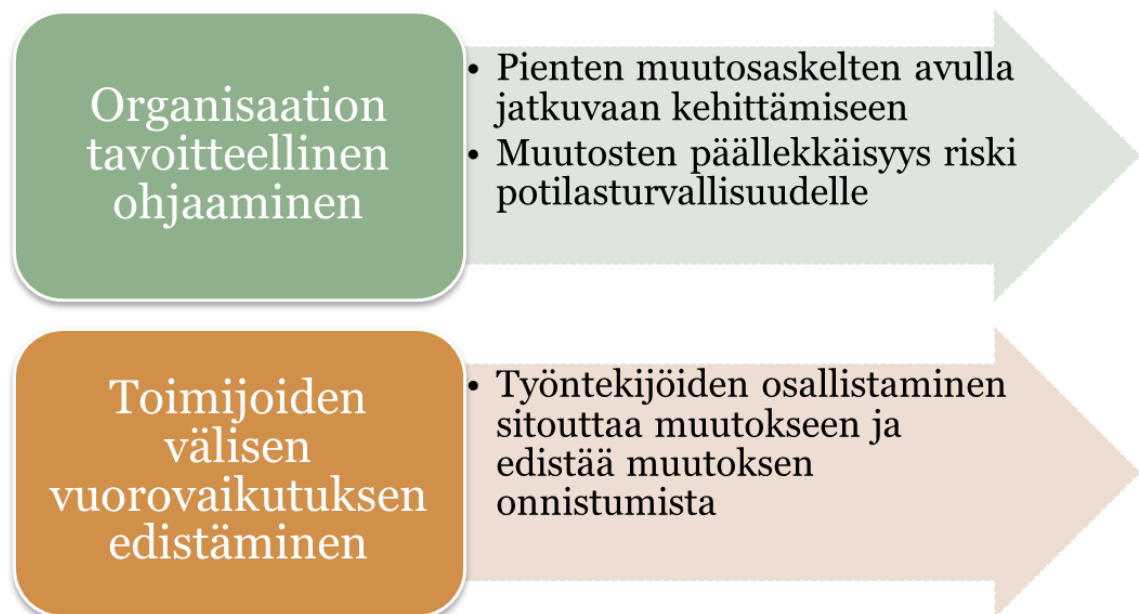 Organisaation
tavoitteellinen
ohjaaminen
• Pienten muutosaskelten avulla
jatkuvaan kehittämiseen
• Muutosten päällekkäisyys riski
potilasturvallisuudelle
Toimijoiden
välisen
vuorovaikutuksen
edistäminen
• Työntekijöiden osallistaminen
sitouttaa muutokseen ja
edistää muutoksen
onnistumista